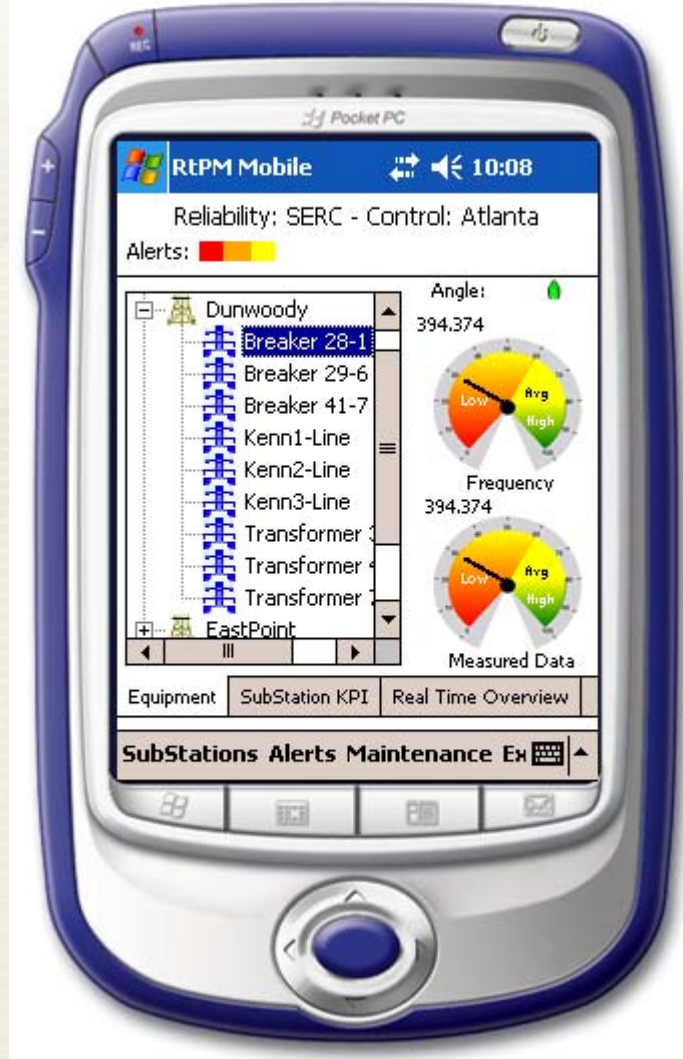 REC
Pocket PC
RtPM Mobile 10:08
Reliability: SERC - Control: Atlanta
Alerts:
Dunwoody
Breaker 28-1
Breaker 29-6
Breaker 41-7
Kenn1-Line
Kenn2-Line
Kenn3-Line
Transformer
Transformer
Transformer
EastPoint
Angle:
394.374
Low Avg High
Frequency
394.374
Low Avg High
Measured Data
Equipment SubStation KPI Real Time Overview
SubStations Alerts Maintenance Ex